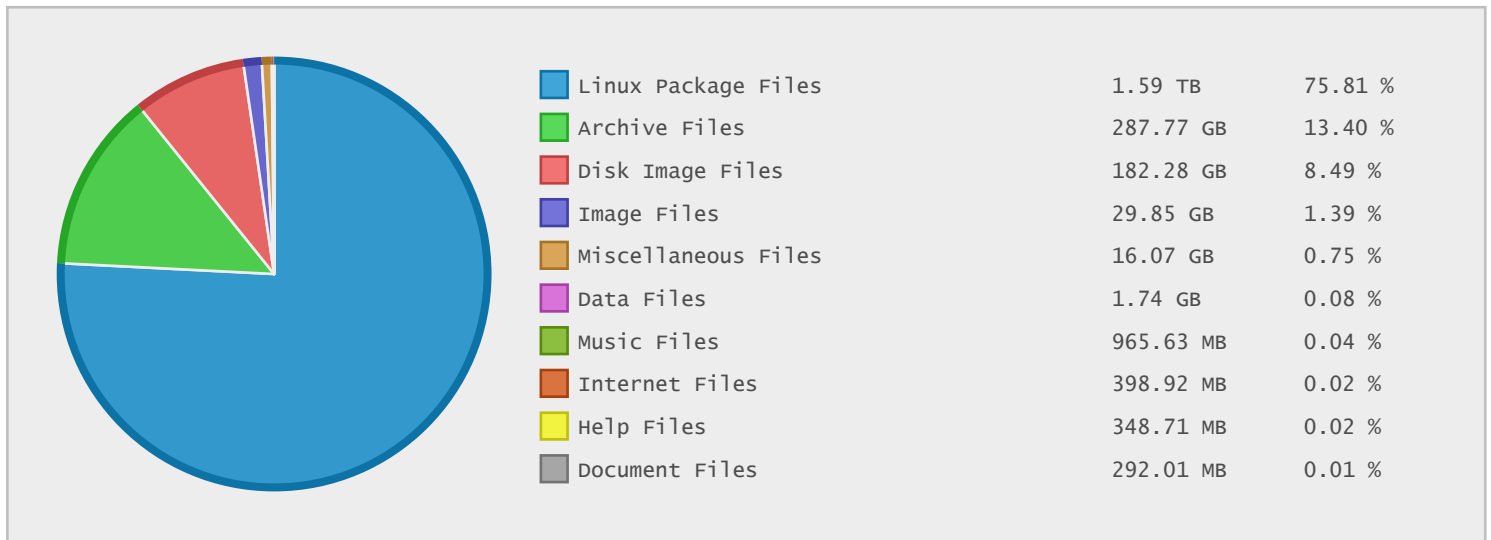 Linux Package Files 1.59 TB 75.81 %
Archive Files 287.77 GB 13.40 %
Disk Image Files 182.28 GB 8.49 %
Image Files 29.85 GB 1.39 %
Miscellaneous Files 16.07 GB 0.75 %
Data Files 1.74 GB 0.08 %
Music Files 965.63 MB 0.04 %
Internet Files 398.92 MB 0.02 %
Help Files 348.71 MB 0.02 %
Document Files 292.01 MB 0.01 %